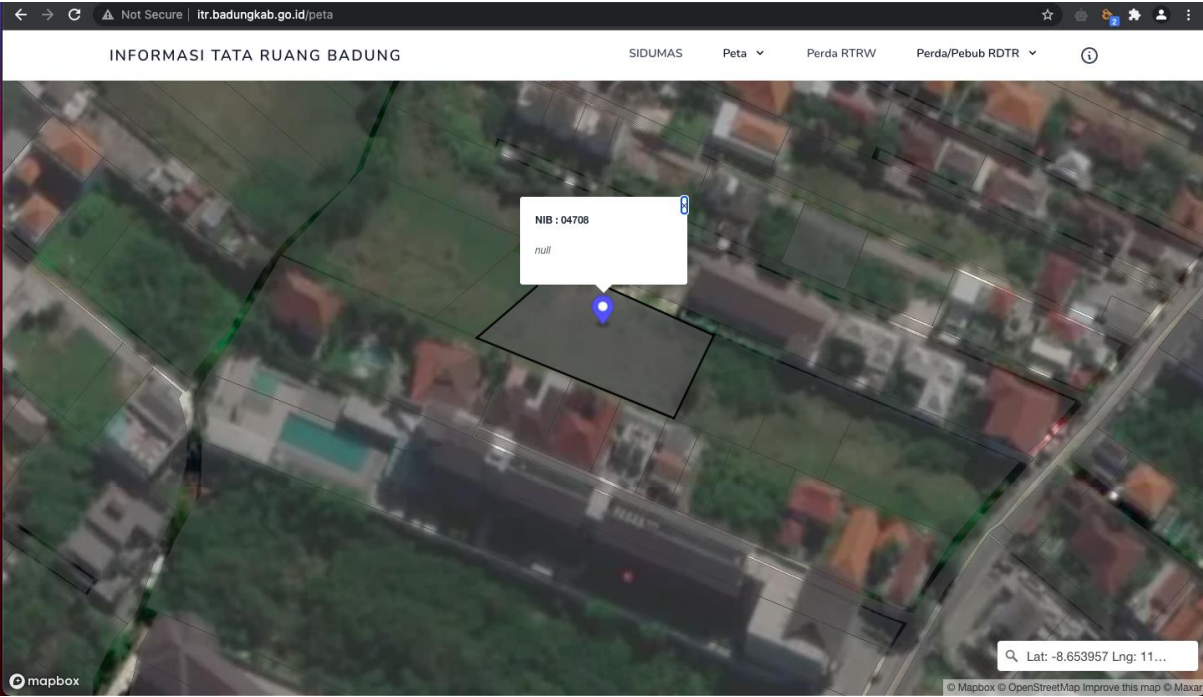 Not Secure | itr.badungkab.go.id/peta
2
INFORMASI TATA RUANG BADUNG
SIDUMAS
Peta
Perda RTRW
Perda/Pebub RDTR
NIB : 04708
null
Lat: -8.653957 Lng: 11...
mapbox
© Mapbox © OpenStreetMap Improve this map © Maxar